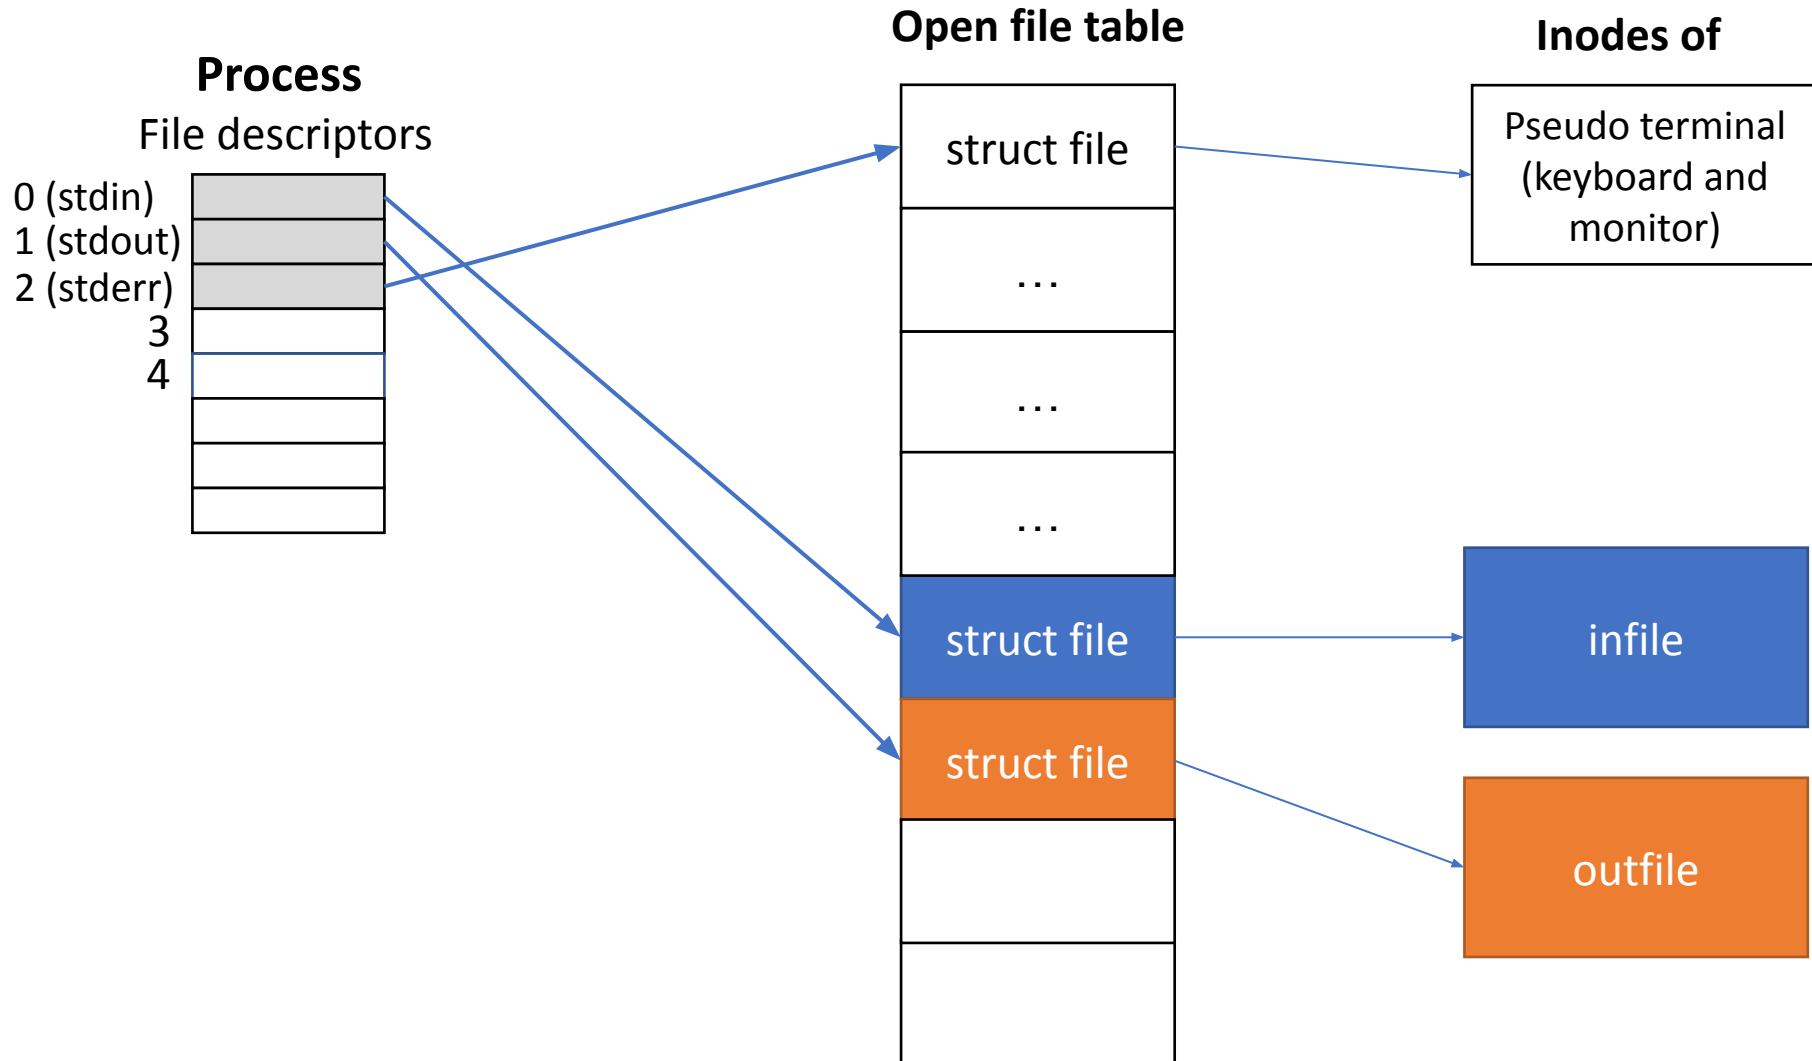 Process
File descriptors
0 (stdin)
1 (stdout)
2 (stderr)
3
4
Open file table
struct file
...
...
...
struct file
struct file
Inodes of
Pseudo terminal
(keyboard and
monitor)
infile
outfile